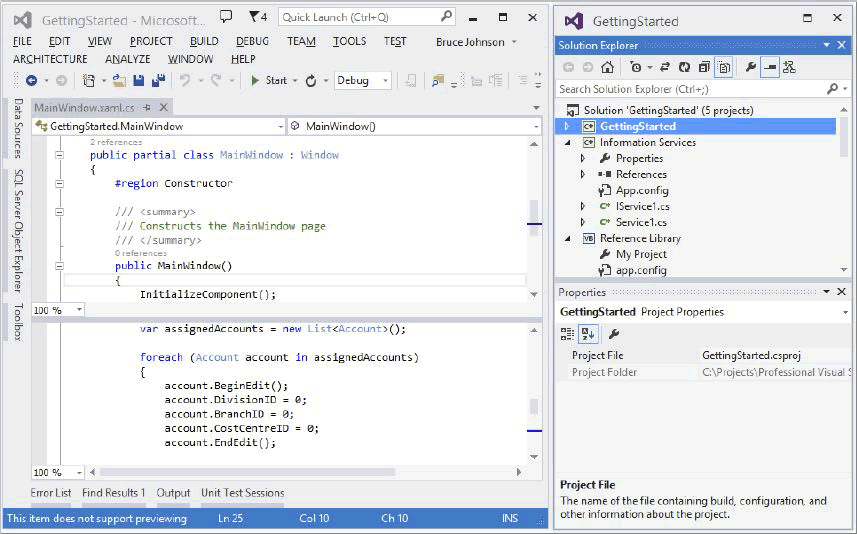 GettingStarted - Microsoft...
4
Quick Launch (Ctrl+Q)
FILE EDIT VIEW PROJECT BUILD DEBUG TEAM TOOLS TEST Bruce Johnson
ARCHITECTURE ANALYZE WINDOW HELP
Start Debug
Data Sources
SQL Server Object Explorer
Toolbox
MainWindow.xaml.cs
GettingStarted.MainWindow MainWindow()
2 references
public partial class MainWindow : Window
{
#region Constructor
/// <summary>
/// Constructs the MainWindow page
/// </summary>
0 references
public MainWindow()
{
InitializeComponent();
100 %
var assignedAccounts = new List<Account>();
foreach (Account account in assignedAccounts)
{
account.BeginEdit();
account.DivisionID = 0;
account.BranchID = 0;
account.CostCentreID = 0;
account.EndEdit();
100 %
Error List Find Results 1 Output Unit Test Sessions
This item does not support previewing Ln 25 Col 10 Ch 10 INS
GettingStarted
Solution Explorer
Search Solution Explorer (Ctrl+;)
Solution 'GettingStarted' (5 projects)
C# GettingStarted
C# Information Services
Properties
References
App.config
C# IService1.cs
C# Service1.cs
VB Reference Library
My Project
app.config
Properties
GettingStarted Project Properties
Project File GettingStarted.csproj
Project Folder C:\Projects\Professional Visual S
Project File
The name of the file containing build, configuration, and
other information about the project.